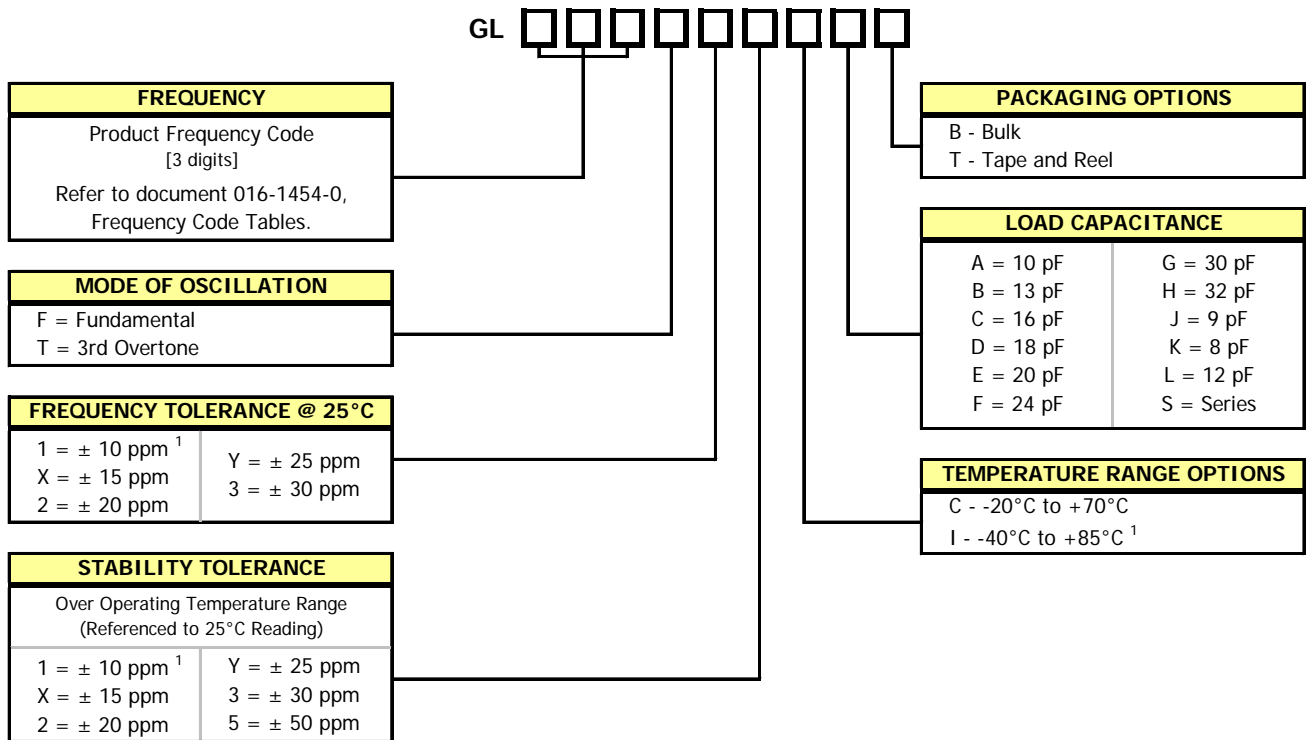 GL
FREQUENCY
Product Frequency Code
[3 digits]
Refer to document 016-1454-0,
Frequency Code Tables.
MODE OF OSCILLATION
F = Fundamental
T = 3rd Overtone
FREQUENCY TOLERANCE @ 25°C
1 = ± 10 ppm 1
X = ± 15 ppm
2 = ± 20 ppm
Y = ± 25 ppm
3 = ± 30 ppm
STABILITY TOLERANCE
Over Operating Temperature Range
(Referenced to 25°C Reading)
1 = ± 10 ppm 1
X = ± 15 ppm
2 = ± 20 ppm
Y = ± 25 ppm
3 = ± 30 ppm
5 = ± 50 ppm
PACKAGING OPTIONS
B - Bulk
T - Tape and Reel
LOAD CAPACITANCE
A = 10 pF
B = 13 pF
C = 16 pF
D = 18 pF
E = 20 pF
F = 24 pF
G = 30 pF
H = 32 pF
J = 9 pF
K = 8 pF
L = 12 pF
S = Series
TEMPERATURE RANGE OPTIONS
C - -20°C to +70°C
I - -40°C to +85°C 1